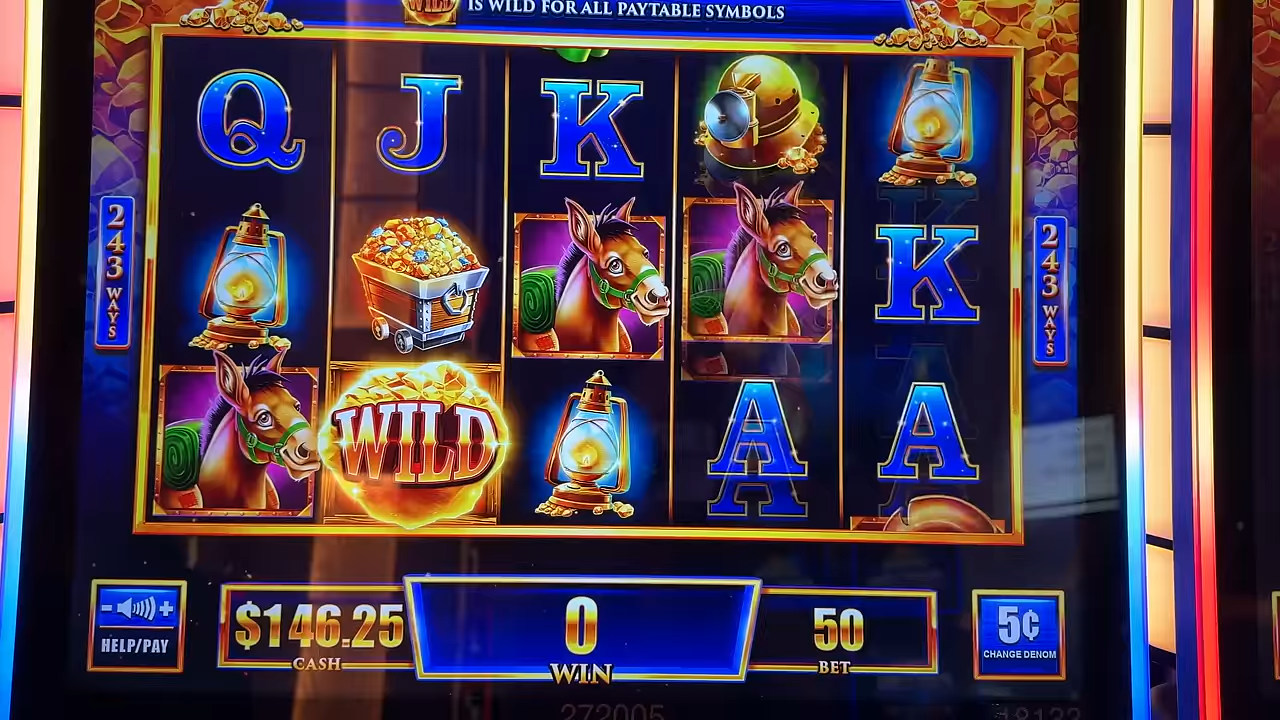 WILD IS WILD FOR ALL PAYTABLE SYMBOLS
Q J K
K
A A
WILD
243 WAYS
243 WAYS
- +
HELP/PAY
$146.25
CASH
0
WIN
50
BET
5¢
CHANGE DENOM
272005